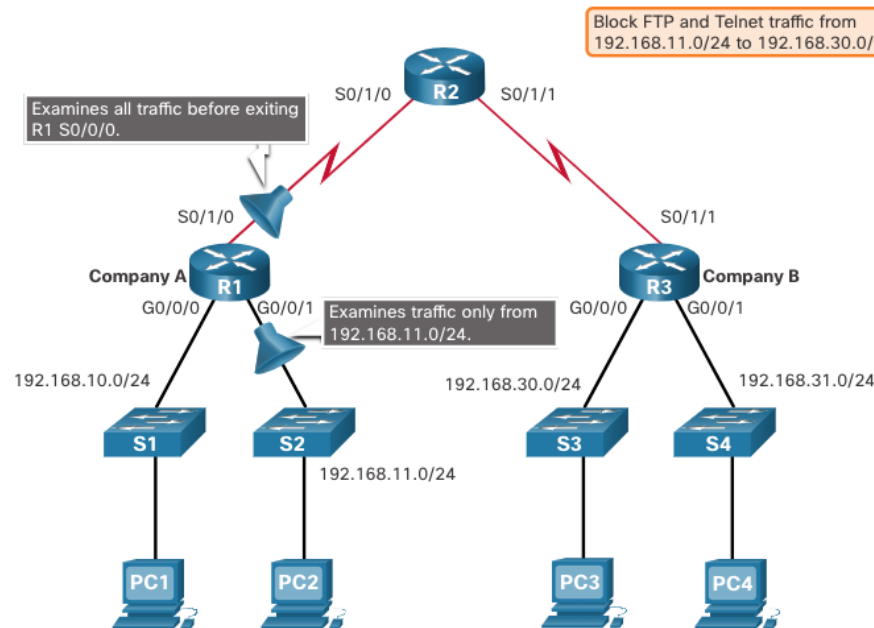 Block FTP and Telnet traffic from
192.168.11.0/24 to 192.168.30.0/
R2
S0/1/0
S0/1/1
Examines all traffic before exiting
R1 S0/0/0.
S0/1/0
S0/1/1
Company A
R1
R3
Company B
G0/0/0
G0/0/1
Examines traffic only from
192.168.11.0/24.
G0/0/0
G0/0/1
192.168.10.0/24
192.168.30.0/24
192.168.31.0/24
S1
S2
S3
S4
192.168.11.0/24
PC1
PC2
PC3
PC4